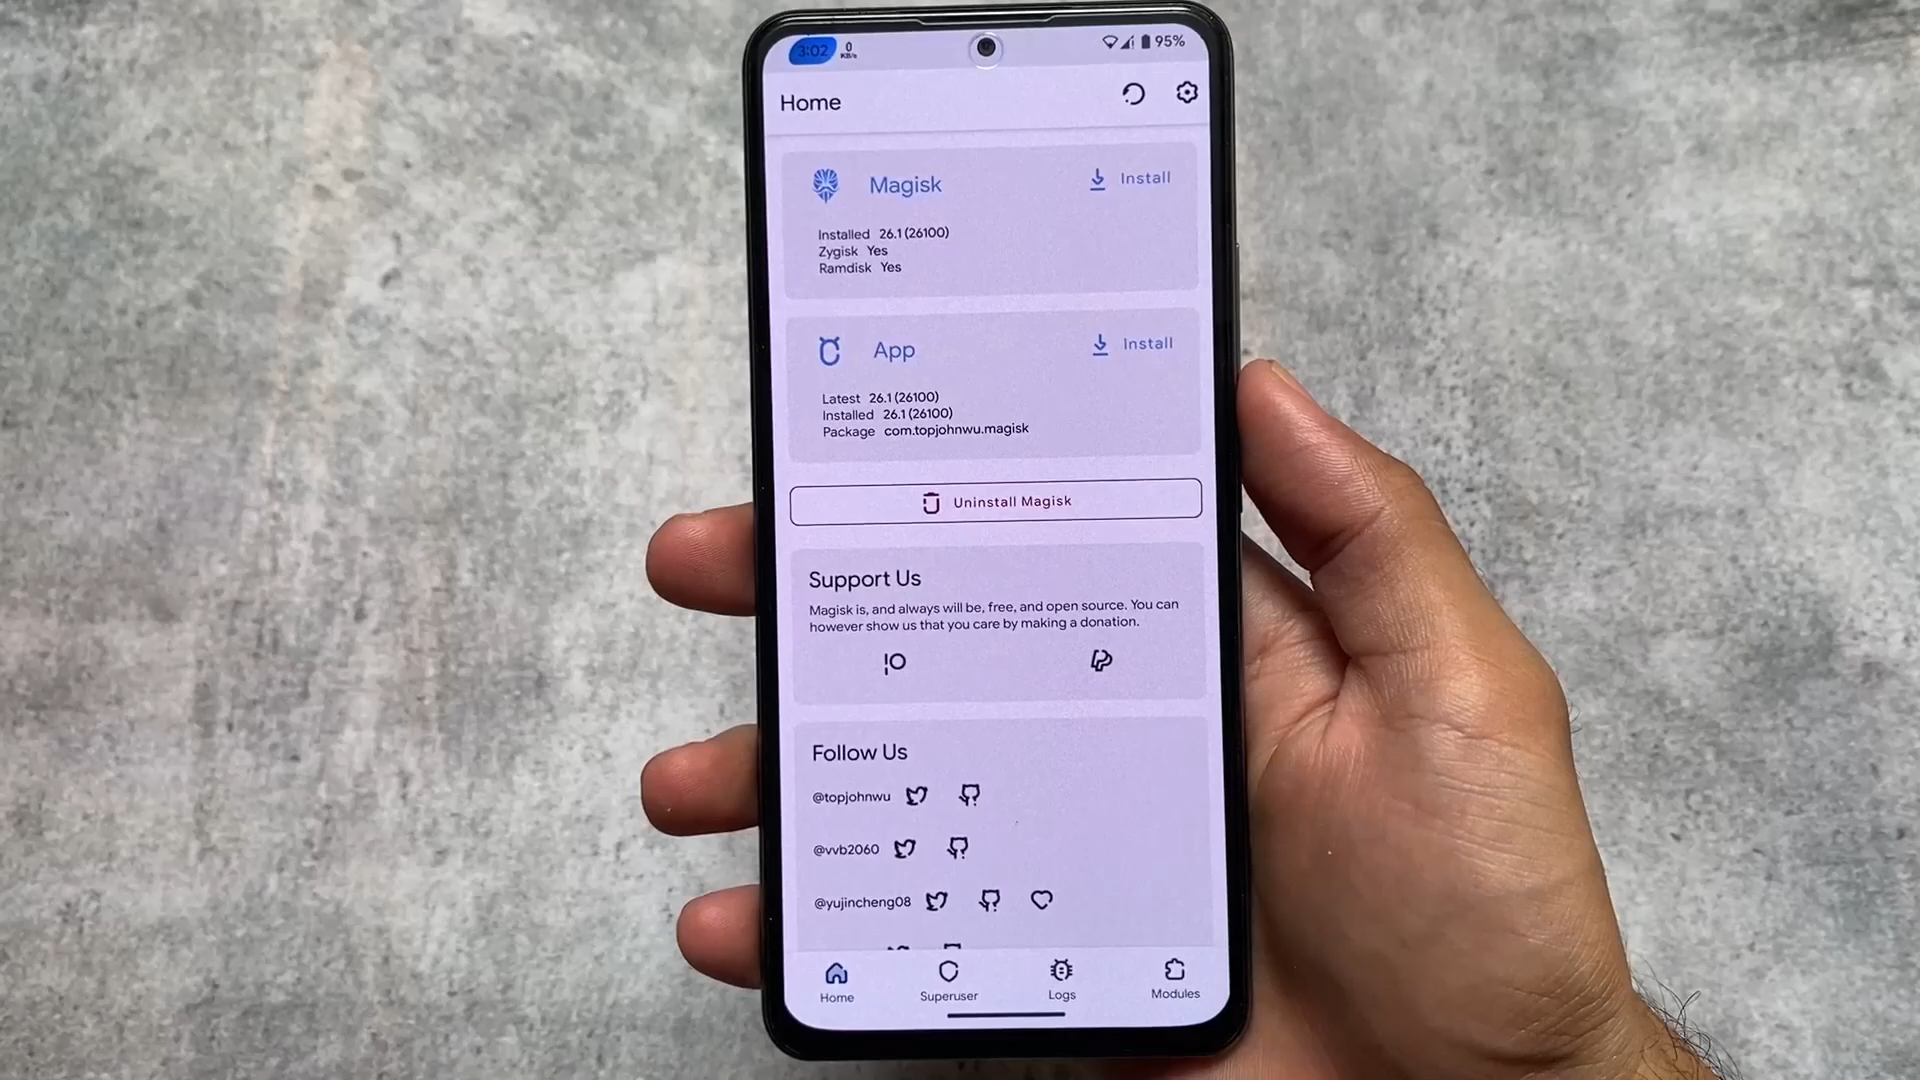 3:02 0 KB/s 95%
Home
Magisk Install
Installed 26.1 (26100)
Zygisk Yes
Ramdisk Yes
App Install
Latest 26.1 (26100)
Installed 26.1 (26100)
Package com.topjohnwu.magisk
Uninstall Magisk
Support Us
Magisk is, and always will be, free, and open source. You can
however show us that you care by making a donation.
Follow Us
@topjohnwu
@vvb2060
@yujincheng08
Home Superuser Logs Modules